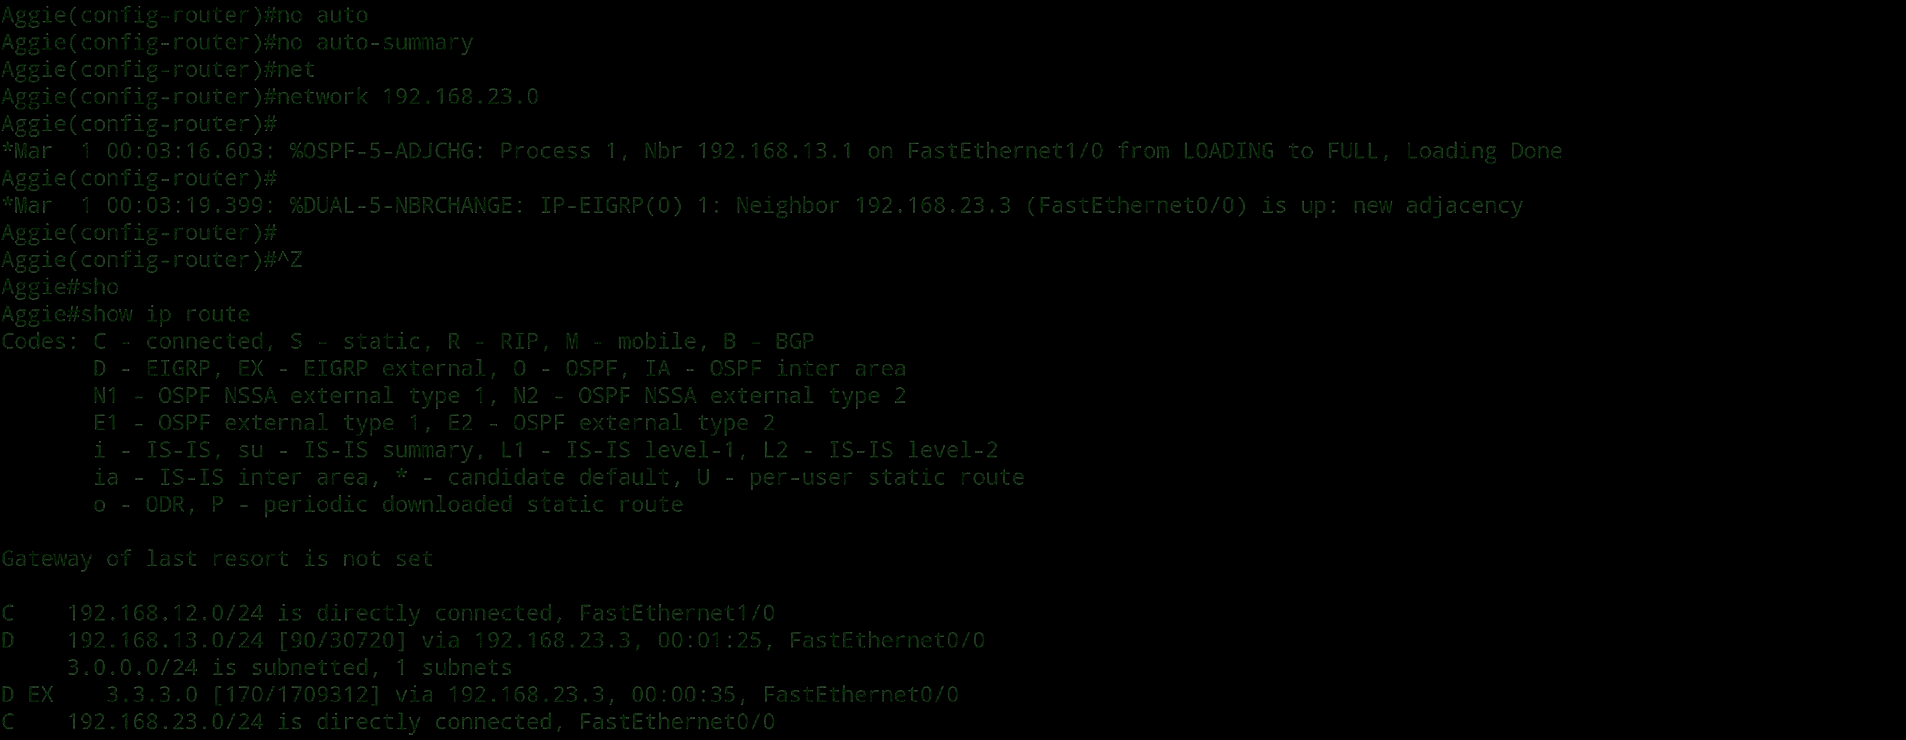 Aggie(config-router)#no auto
Aggie(config-router)#no auto-summary
Aggie(config-router)#net
Aggie(config-router)#network 192.168.23.0
Aggie(config-router)#
*Mar  1 00:03:16.603: %OSPF-5-ADJCHG: Process 1, Nbr 192.168.13.1 on FastEthernet1/0 from LOADING to FULL, Loading Done
Aggie(config-router)#
*Mar  1 00:03:19.399: %DUAL-5-NBRCHANGE: IP-EIGRP(0) 1: Neighbor 192.168.23.3 (FastEthernet0/0) is up: new adjacency
Aggie(config-router)#
Aggie(config-router)#^Z
Aggie#sho
Aggie#show ip route
Codes: C - connected, S - static, R - RIP, M - mobile, B - BGP
       D - EIGRP, EX - EIGRP external, O - OSPF, IA - OSPF inter area
       N1 - OSPF NSSA external type 1, N2 - OSPF NSSA external type 2
       E1 - OSPF external type 1, E2 - OSPF external type 2
       i - IS-IS, su - IS-IS summary, L1 - IS-IS level-1, L2 - IS-IS level-2
       ia - IS-IS inter area, * - candidate default, U - per-user static route
       o - ODR, P - periodic downloaded static route

Gateway of last resort is not set

C    192.168.12.0/24 is directly connected, FastEthernet1/0
D    192.168.13.0/24 [90/30720] via 192.168.23.3, 00:01:25, FastEthernet0/0
     3.0.0.0/24 is subnetted, 1 subnets
D EX    3.3.3.0 [170/1709312] via 192.168.23.3, 00:00:35, FastEthernet0/0
C    192.168.23.0/24 is directly connected, FastEthernet0/0